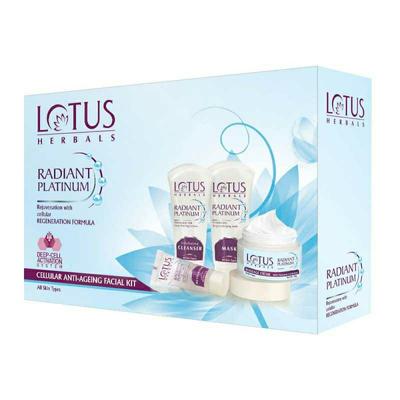 LOTUS
HERBALS
RADIANT
PLATINUM
Rejuvenation with
cellular
REGENERATION FORMULA
DEEP-CELL
ACTIVATION
SYSTEM
CELLULAR ANTI-AGEING FACIAL KIT
All Skin Types
LOTUS
HERBALS
RADIANT
PLATINUM
CLEANSER
LOTUS
HERBALS
RADIANT
PLATINUM
MASK
LOTUS
HERBALS
RADIANT
PLATINUM
LOTUS
LOTUS
HERBALS
RADIANT
PLATINUM
Rejuvenation with
cellular
REGENERATION FORMULA